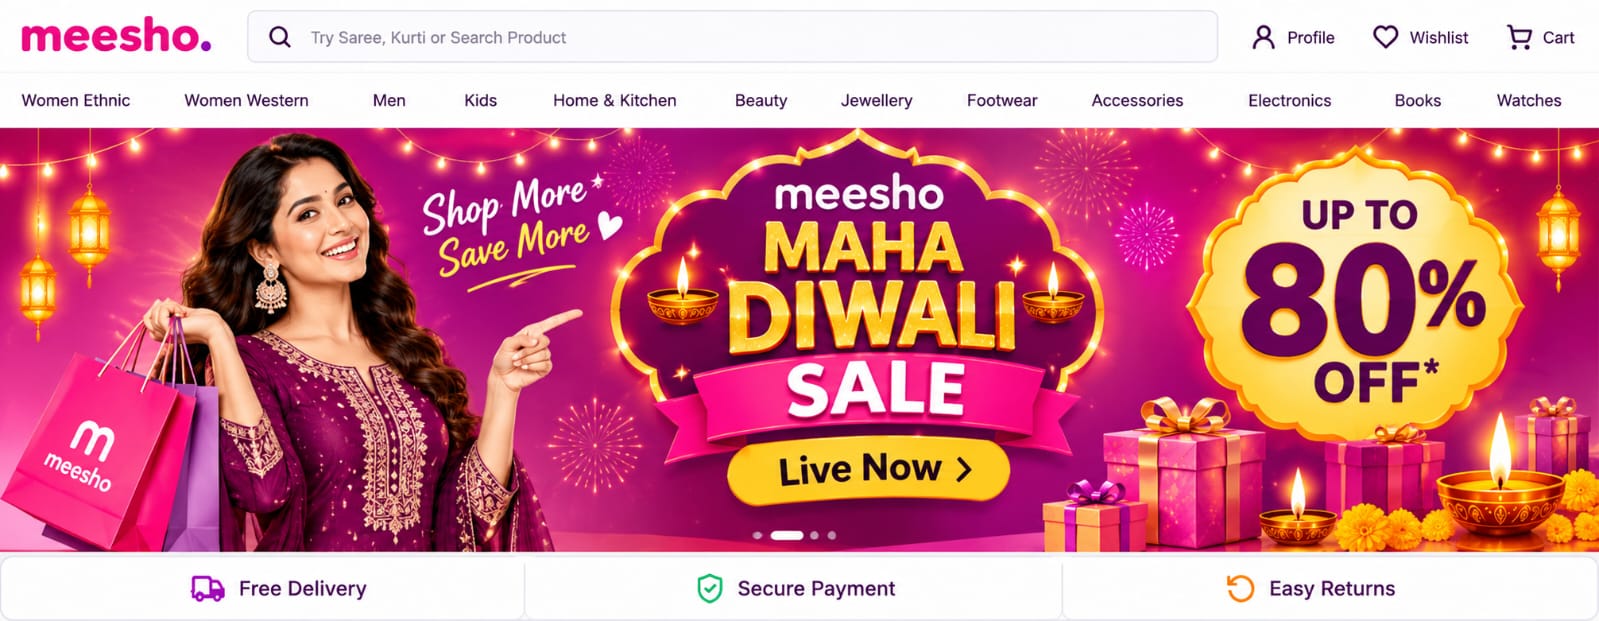 meesho.
Try Saree, Kurti or Search Product
Profile
Wishlist
Cart
Women Ethnic
Women Western
Men
Kids
Home & Kitchen
Beauty
Jewellery
Footwear
Accessories
Electronics
Books
Watches
Shop More
Save More
meesho
MAHA
DIWALI
SALE
Live Now >
UP TO
80%
OFF*
m
meesho
Free Delivery
Secure Payment
Easy Returns